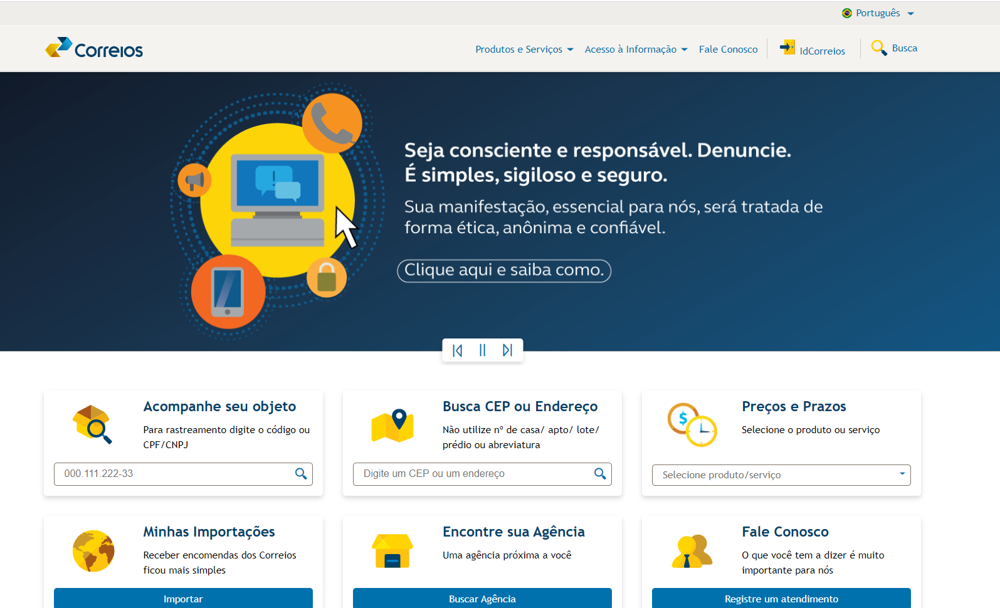 Português
Correios
Produtos e Serviços
Acesso à Informação
Fale Conosco
IdCorreios
Busca
Seja consciente e responsável. Denuncie.
É simples, sigiloso e seguro.
Sua manifestação, essencial para nós, será tratada de
forma ética, anônima e confiável.
Clique aqui e saiba como.
Acompanhe seu objeto
Para rastreamento digite o código ou
CPF/CNPJ
000.111.222-33
Busca CEP ou Endereço
Não utilize nº de casa/ apto/ lote/
prédio ou abreviatura
Digite um CEP ou um endereço
Preços e Prazos
Selecione o produto ou serviço
Selecione produto/serviço
Minhas Importações
Receber encomendas dos Correios
ficou mais simples
Importar
Encontre sua Agência
Uma agência próxima a você
Buscar Agência
Fale Conosco
O que você tem a dizer é muito
importante para nós
Registre um atendimento